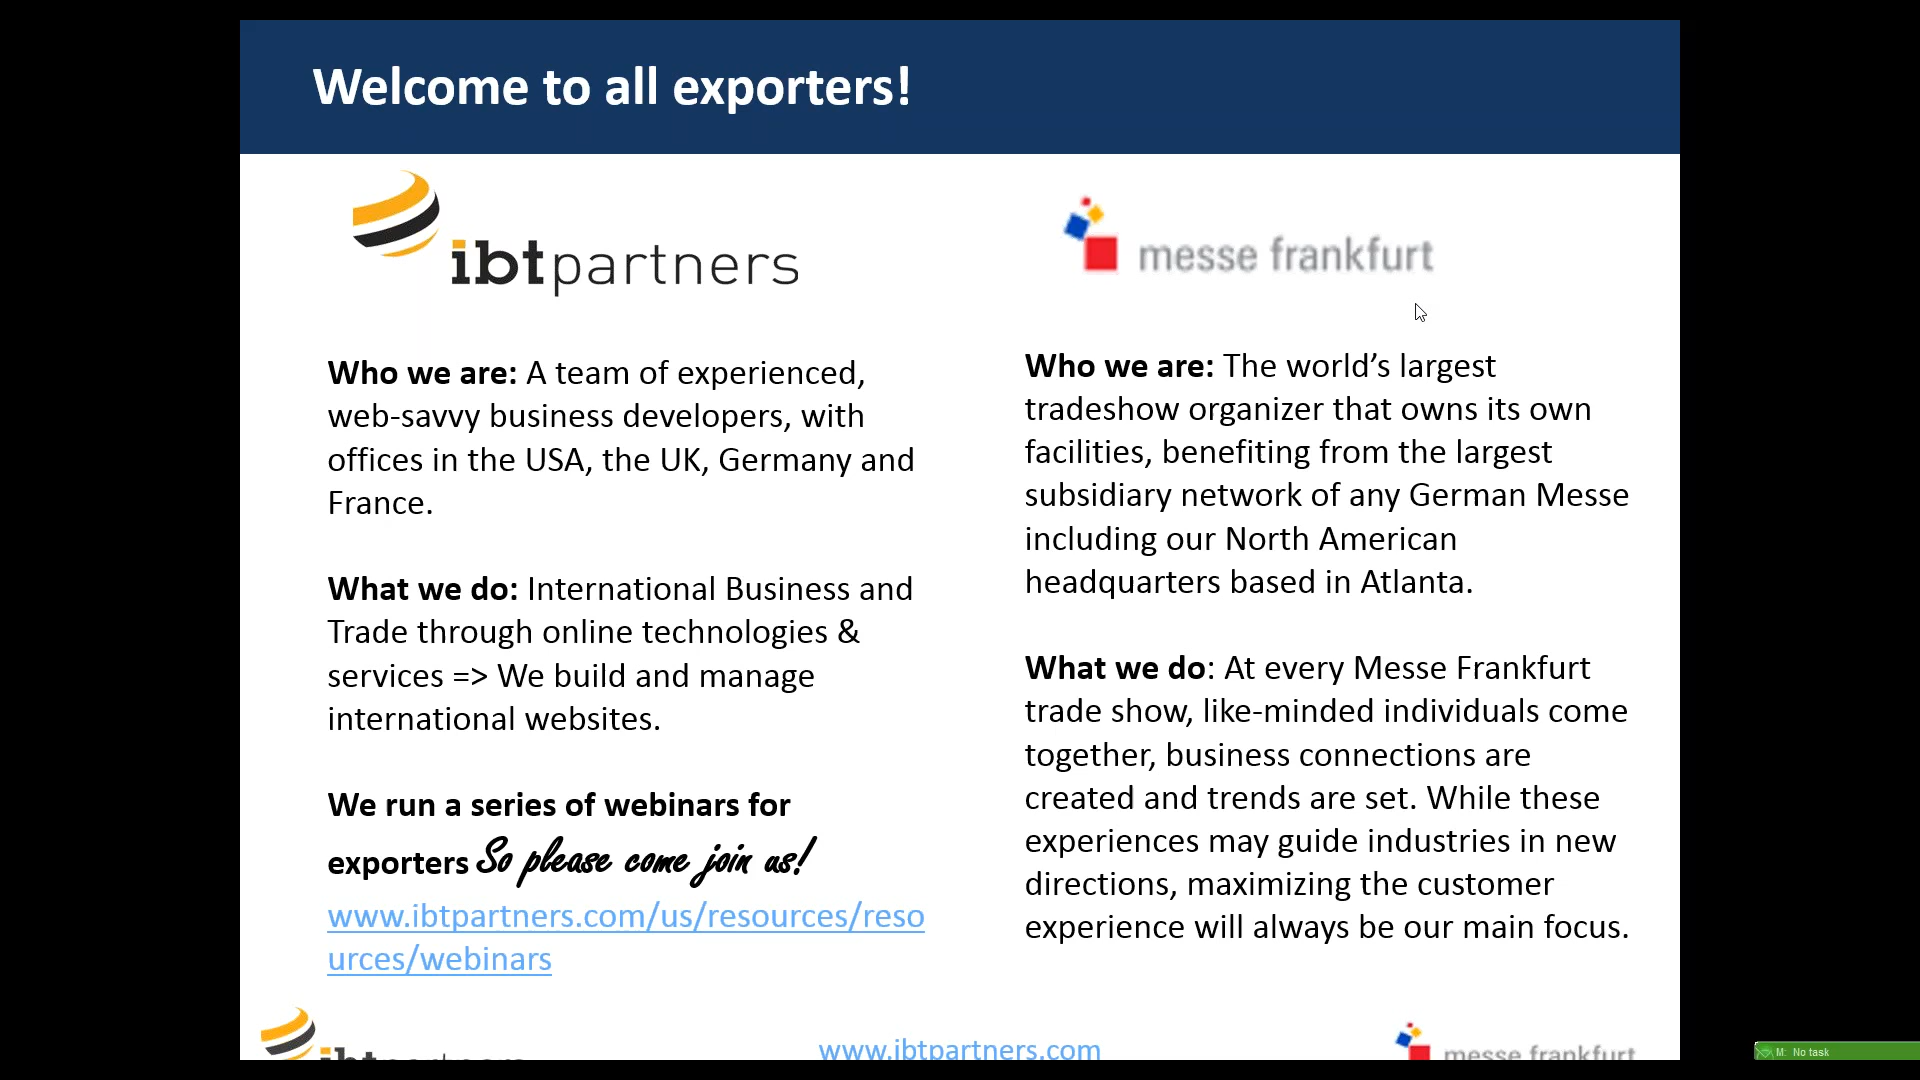 Welcome to all exporters!
ibtpartners
Who we are: A team of experienced,
web-savvy business developers, with
offices in the USA, the UK, Germany and
France.
What we do: International Business and
Trade through online technologies &
services => We build and manage
international websites.
We run a series of webinars for
exporters So please come join us!
www.ibtpartners.com/us/resources/reso
urces/webinars
messe frankfurt
Who we are: The world’s largest
tradeshow organizer that owns its own
facilities, benefiting from the largest
subsidiary network of any German Messe
including our North American
headquarters based in Atlanta.
What we do: At every Messe Frankfurt
trade show, like-minded individuals come
together, business connections are
created and trends are set. While these
experiences may guide industries in new
directions, maximizing the customer
experience will always be our main focus.
ibtpartners
www.ibtpartners.com
messe frankfurt
M: No task